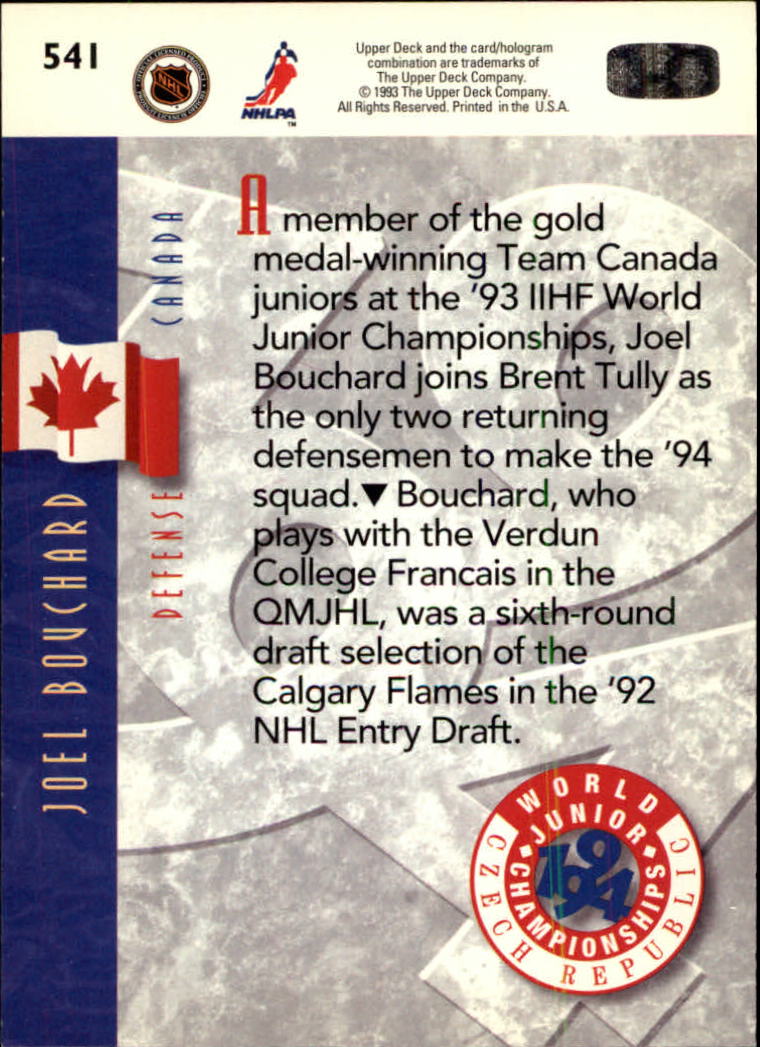 541
NHL
NHLPA
TM
Upper Deck and the card/hologram
combination are trademarks of
The Upper Deck Company.
© 1993 The Upper Deck Company.
All Rights Reserved. Printed in the U.S.A.
CANADA
DEFENSE
JOEL BOUCHARD
A member of the gold
medal-winning Team Canada
juniors at the '93 IIHF World
Junior Championships, Joel
Bouchard joins Brent Tully as
the only two returning
defensemen to make the '94
squad.▼ Bouchard, who
plays with the Verdun
College Francais in the
QMJHL, was a sixth-round
draft selection of the
Calgary Flames in the '92
NHL Entry Draft.
WORLD
JUNIOR
1994
CHAMPIONSHIPS
CZECH REPUBLIC